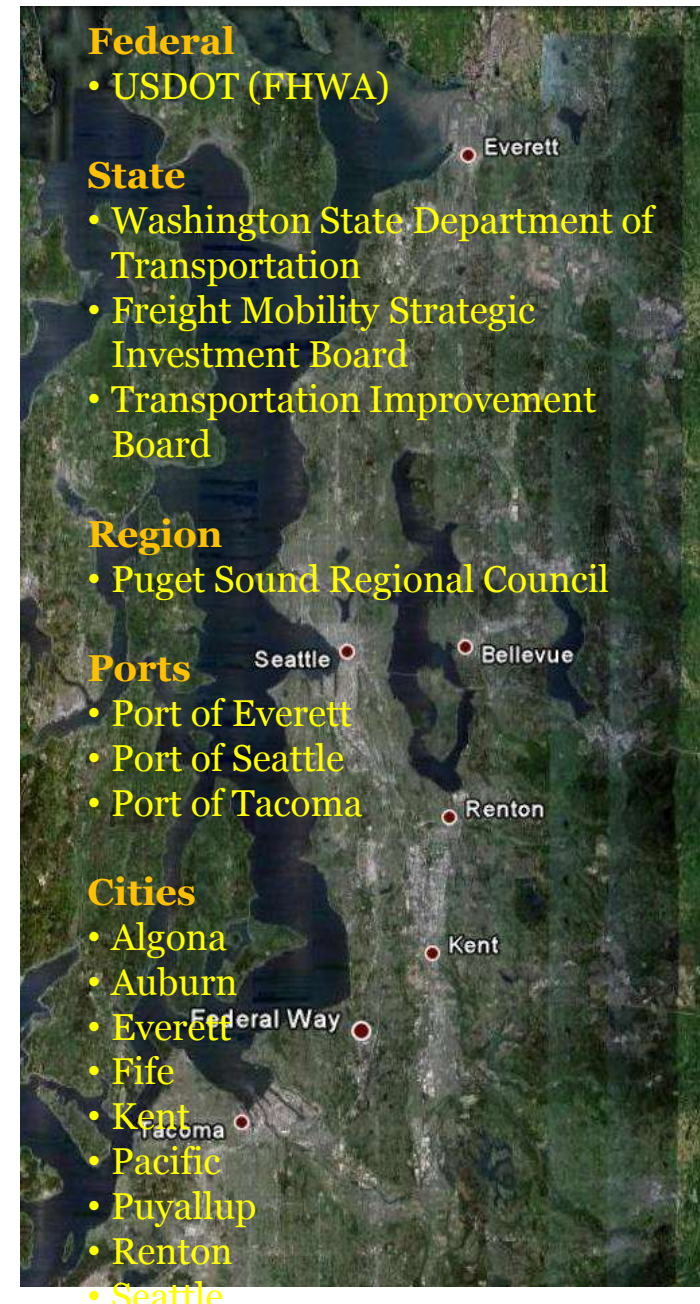 Federal
• USDOT (FHWA)
Everett
State
• Washington State Department of
Transportation
• Freight Mobility Strategic
Investment Board
• Transportation Improvement
Board
Region
• Puget Sound Regional Council
Seattle
Bellevue
Ports
• Port of Everett
• Port of Seattle
• Port of Tacoma
Renton
Cities
• Algona
Kent
• Auburn
• Everett
Federal Way
• Fife
• Kent
Tacoma
• Pacific
• Puyallup
• Renton
• Seattle